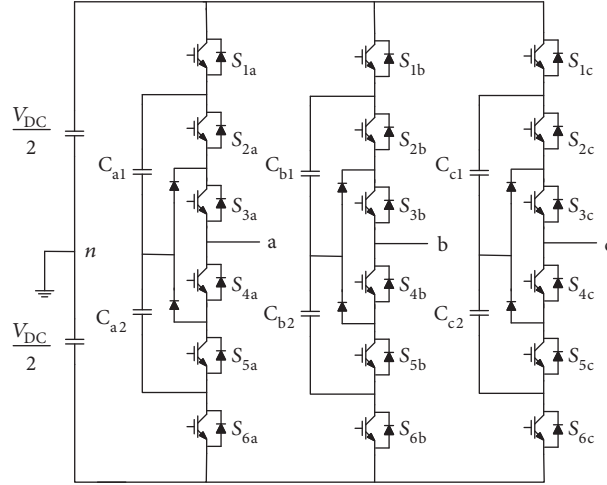 S1a
S1b
S1c
VDC
2
S2a
S2b
S2c
Ca1
Cb1
Cc1
S3a
S3b
S3c
n
a
b
S4a
S4b
S4c
VDC
2
Ca2
Cb2
Cc2
S5a
S5b
S5c
S6a
S6b
S6c